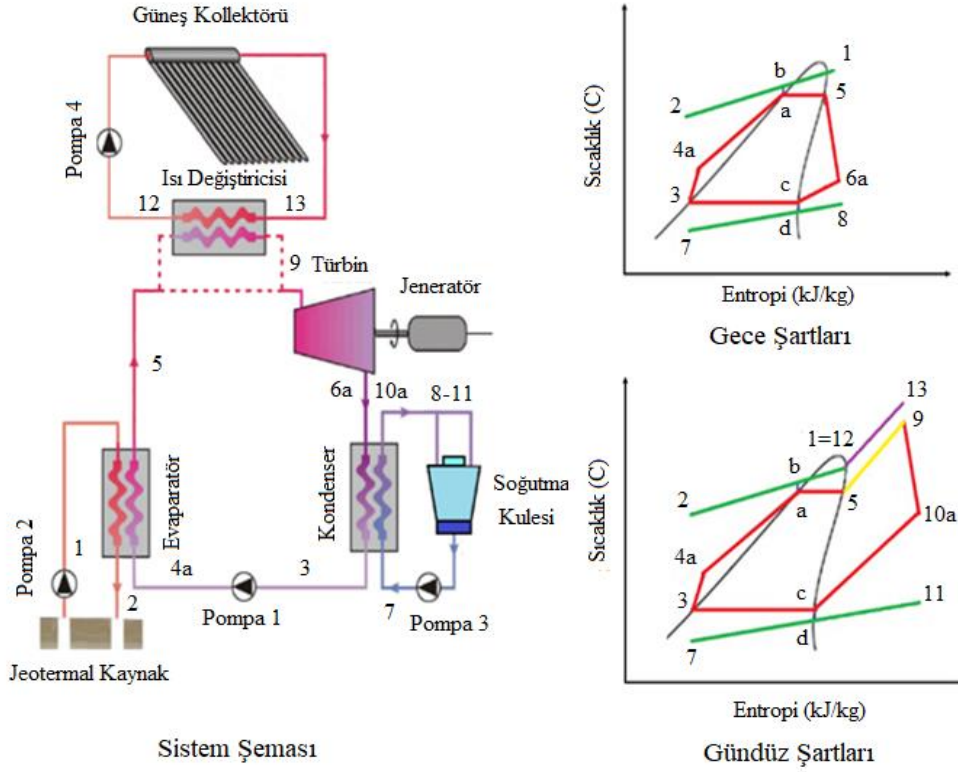 Güneş Kollektörü
Pompa 4
Isı Değiştiricisi
12
13
9
Türbin
Jeneratör
5
6a
10a
8-11
Evaparatör
Kondenser
Soğutma
Kulesi
Pompa 2
1
2
4a
3
7
Pompa 1
Pompa 3
Jeotermal Kaynak
Sistem Şeması
Sıcaklık (C)
1
b
2
a
5
4a
3
c
6a
7
d
8
Entropi (kJ/kg)
Gece Şartları
Sıcaklık (C)
13
9
1=12
b
2
a
5
10a
4a
3
c
11
7
d
Entropi (kJ/kg)
Gündüz Şartları